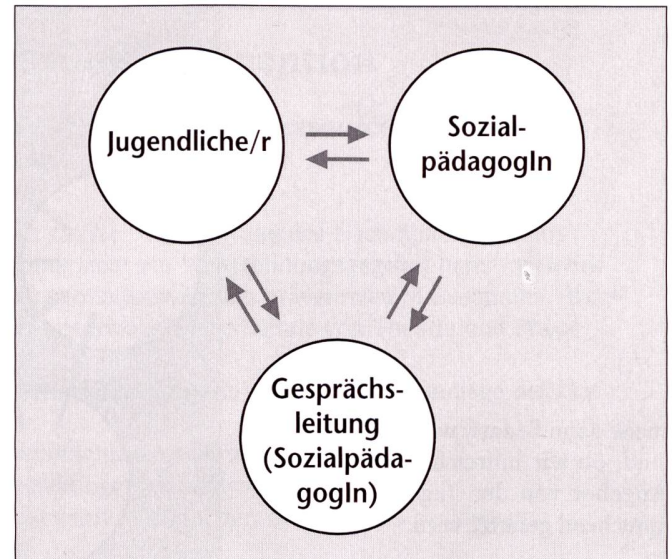 Jugendliche/r
Sozial-
pädagogIn
Gesprächs-
leitung
(Sozialpäda-
gogIn)